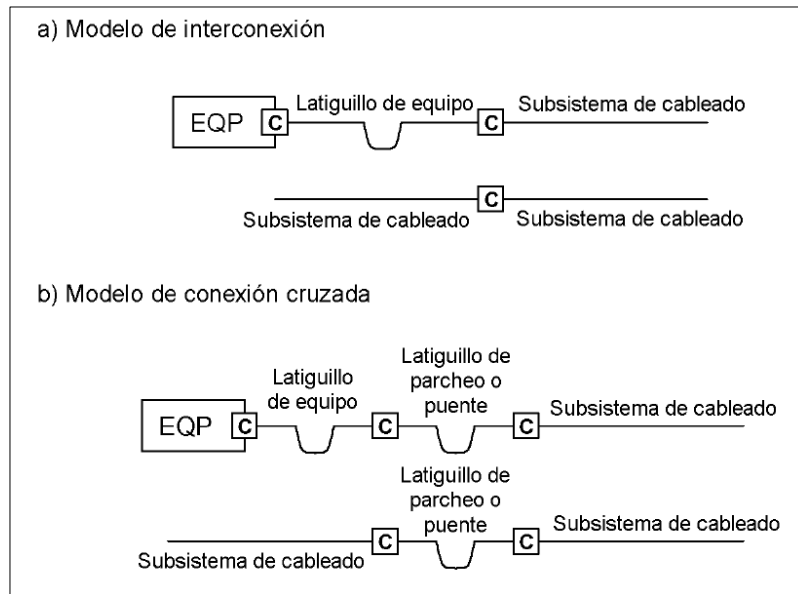 a) Modelo de interconexión
Latiguillo de equipo
Subsistema de cableado
EQP
C
C
C
Subsistema de cableado
Subsistema de cableado
b) Modelo de conexión cruzada
Latiguillo
de equipo
Latiguillo de
parcheo o
puente
Subsistema de cableado
EQP
C
C
C
Latiguillo de
parcheo o
puente
Subsistema de cableado
C
C
Subsistema de cableado